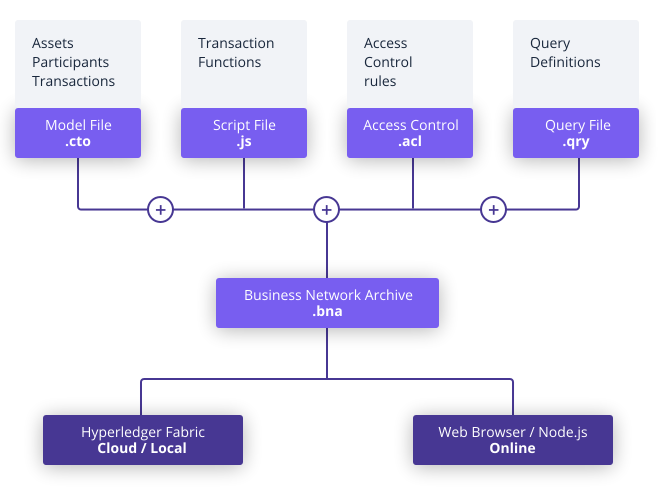 Assets
Participants
Transactions
Model File
.cto
Transaction
Functions
Script File
.js
Access
Control
rules
Access Control
.acl
Query
Definitions
Query File
.qry
+
+
+
Business Network Archive
.bna
Hyperledger Fabric
Cloud / Local
Web Browser / Node.js
Online